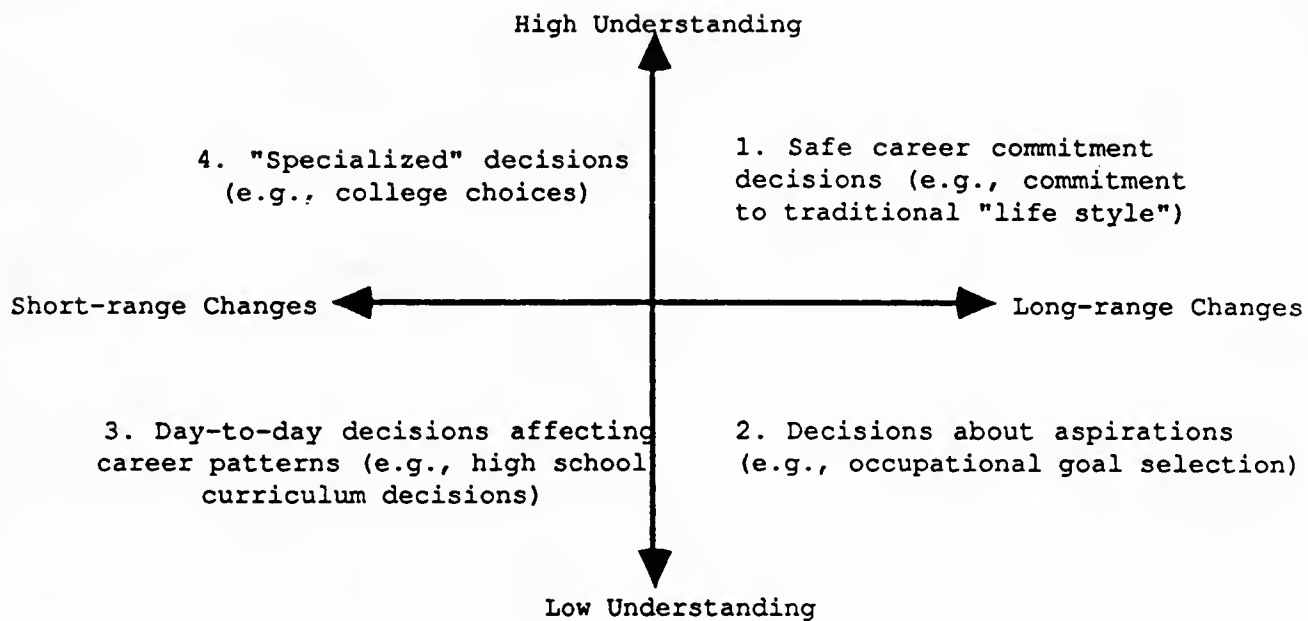 High Understanding
4. "Specialized" decisions
(e.g., college choices)
1. Safe career commitment
decisions (e.g., commitment
to traditional "life style")
Short-range Changes
Long-range Changes
3. Day-to-day decisions affecting
career patterns (e.g., high school
curriculum decisions)
2. Decisions about aspirations
(e.g., occupational goal selection)
Low Understanding